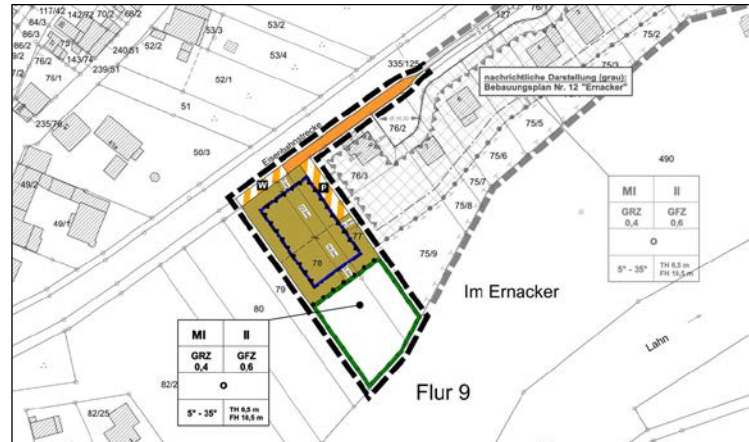 117/42
142/72
70/2
68/2
84/3
86/3
86/2
76/2
143/74
76/1
240/51
239/51
52/2
53/3
53/2
53/4
52/1
51
50/3
235/76
49/2
49/1
335/125
127
76/1
75/2
75/3
nachrichtliche Darstellung (grau):
Bebauungsplan Nr. 12 "Ernacker"
Eisenbahnstrecke
76/2
76/3
75/5
75/6
75/7
75/8
75/9
490
MI II
GRZ GFZ
0,4 0,6
o
5° - 35° TH 6,5 m
FH 10,5 m
W
P
77
78
79
80
Im Ernacker
Lahn
MI II
GRZ GFZ
0,4 0,6
o
5° - 35° TH 6,5 m
FH 10,5 m
82/2
82/25
Flur 9